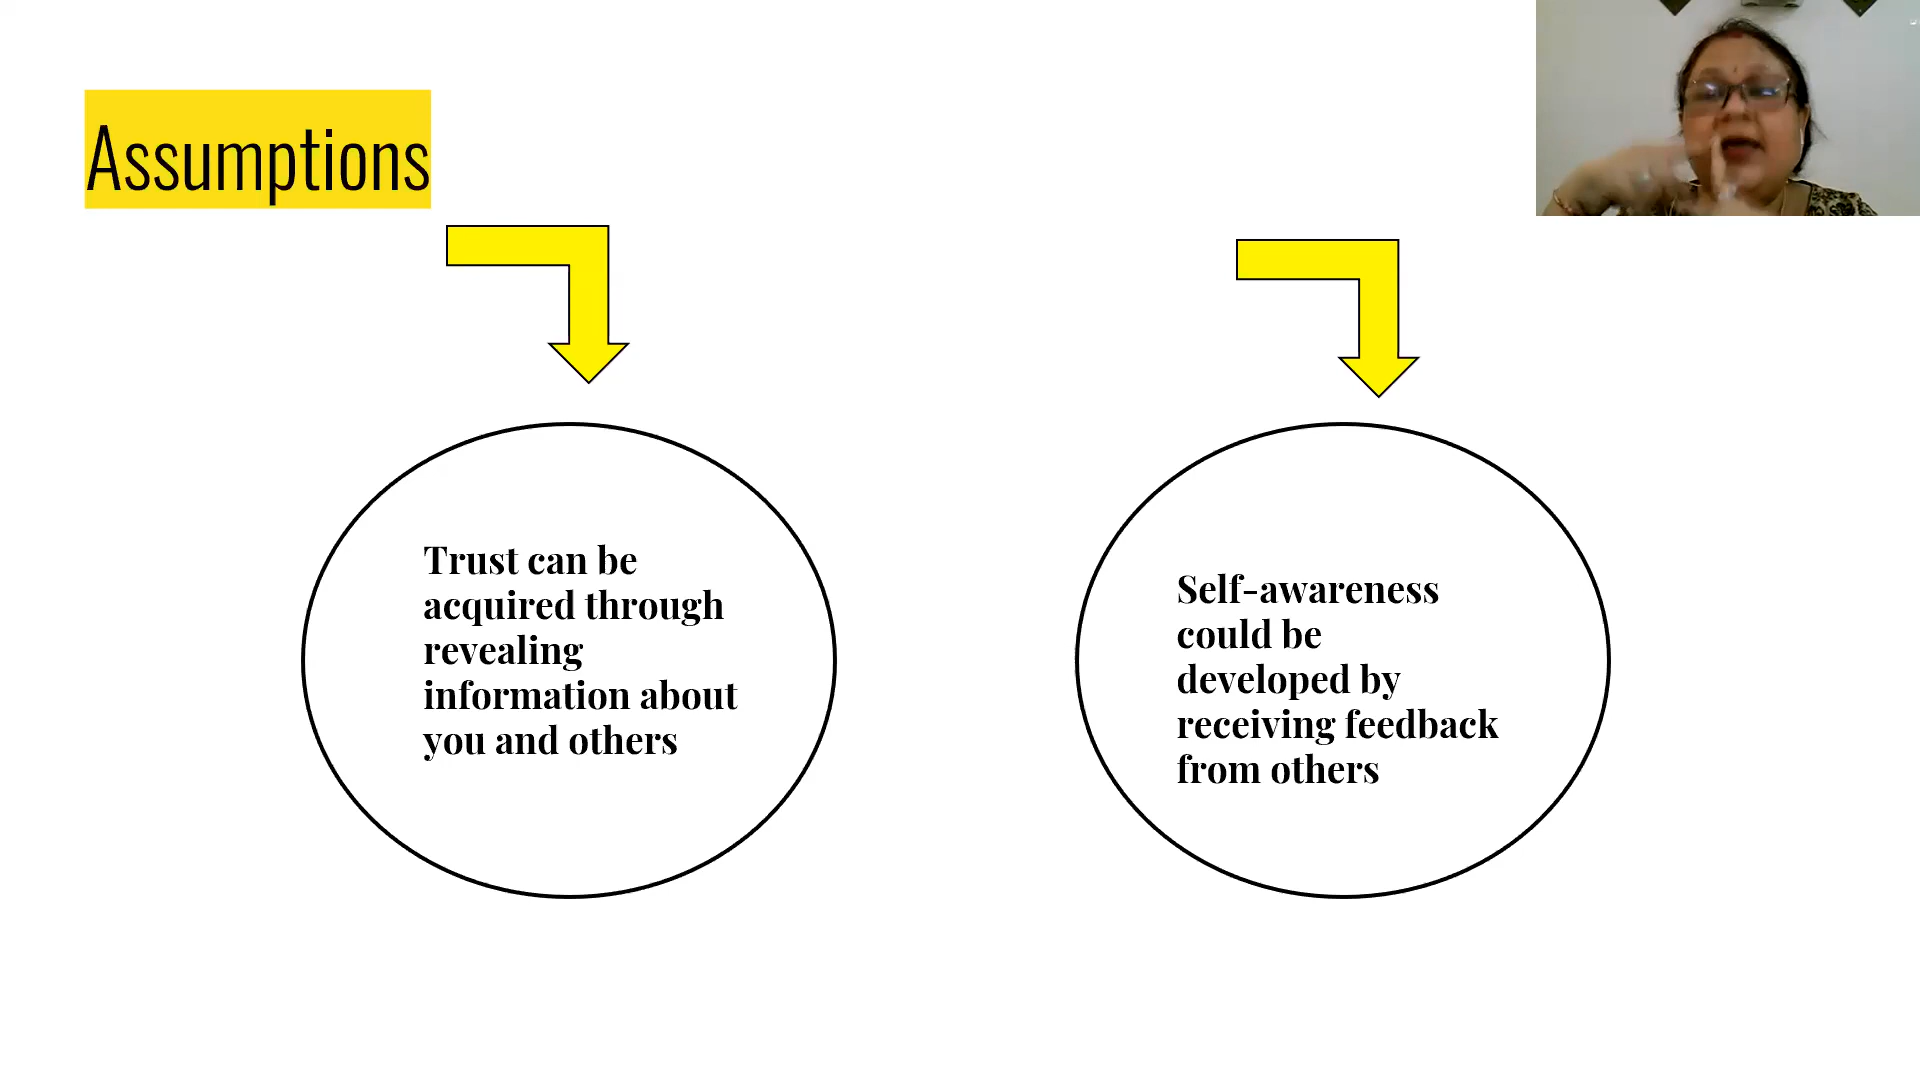 Assumptions
Trust can be
acquired through
revealing
information about
you and others
Self-awareness
could be
developed by
receiving feedback
from others